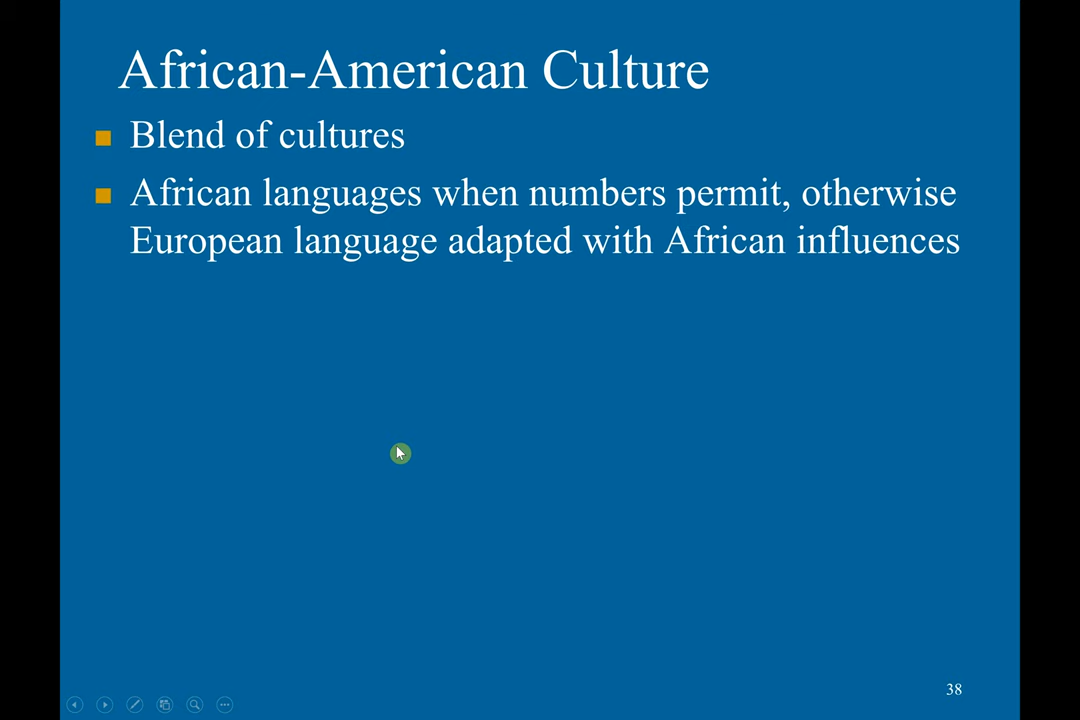 African-American Culture
Blend of cultures
African languages when numbers permit, otherwise
European language adapted with African influences
38